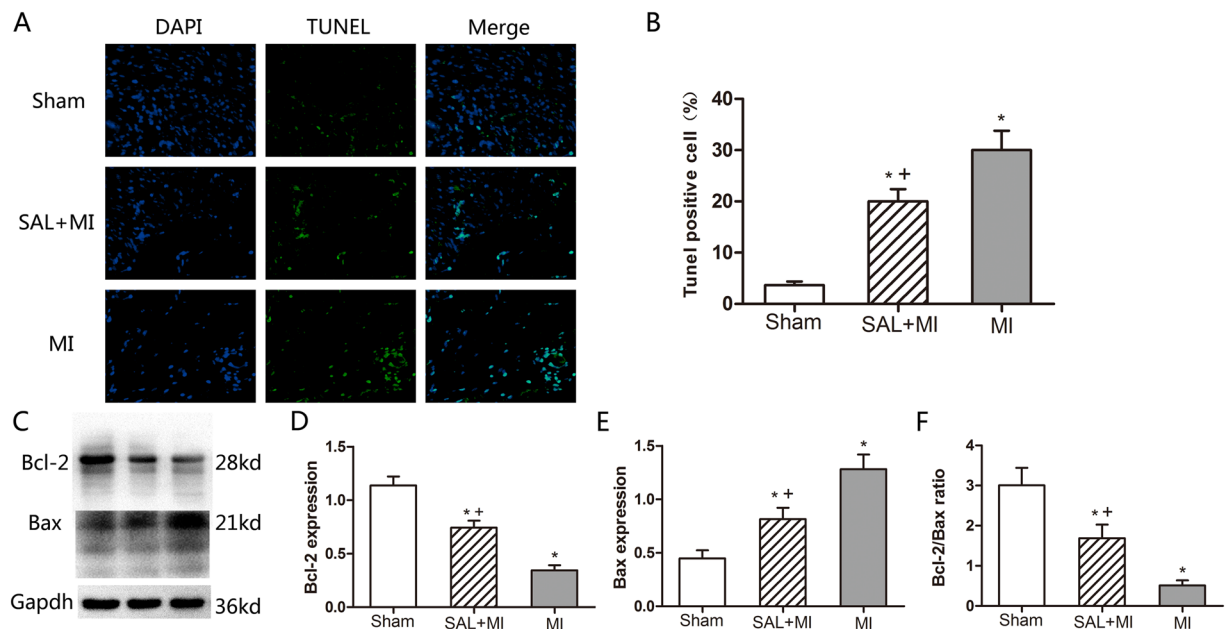 A
DAPI
TUNEL
Merge
Sham
SAL+MI
MI
B
Tunel positive cell (%)
40
30
20
10
0
* +
*
Sham
SAL+MI
MI
C
Bcl-2
28kd
Bax
21kd
Gapdh
36kd
D
Bcl-2 expression
1.5
1.0
0.5
0.0
* +
*
Sham
SAL+MI
MI
E
Bax expression
1.5
1.0
0.5
0.0
* +
*
Sham
SAL+MI
MI
F
Bcl-2/Bax ratio
4
3
2
1
0
* +
*
Sham
SAL+MI
MI